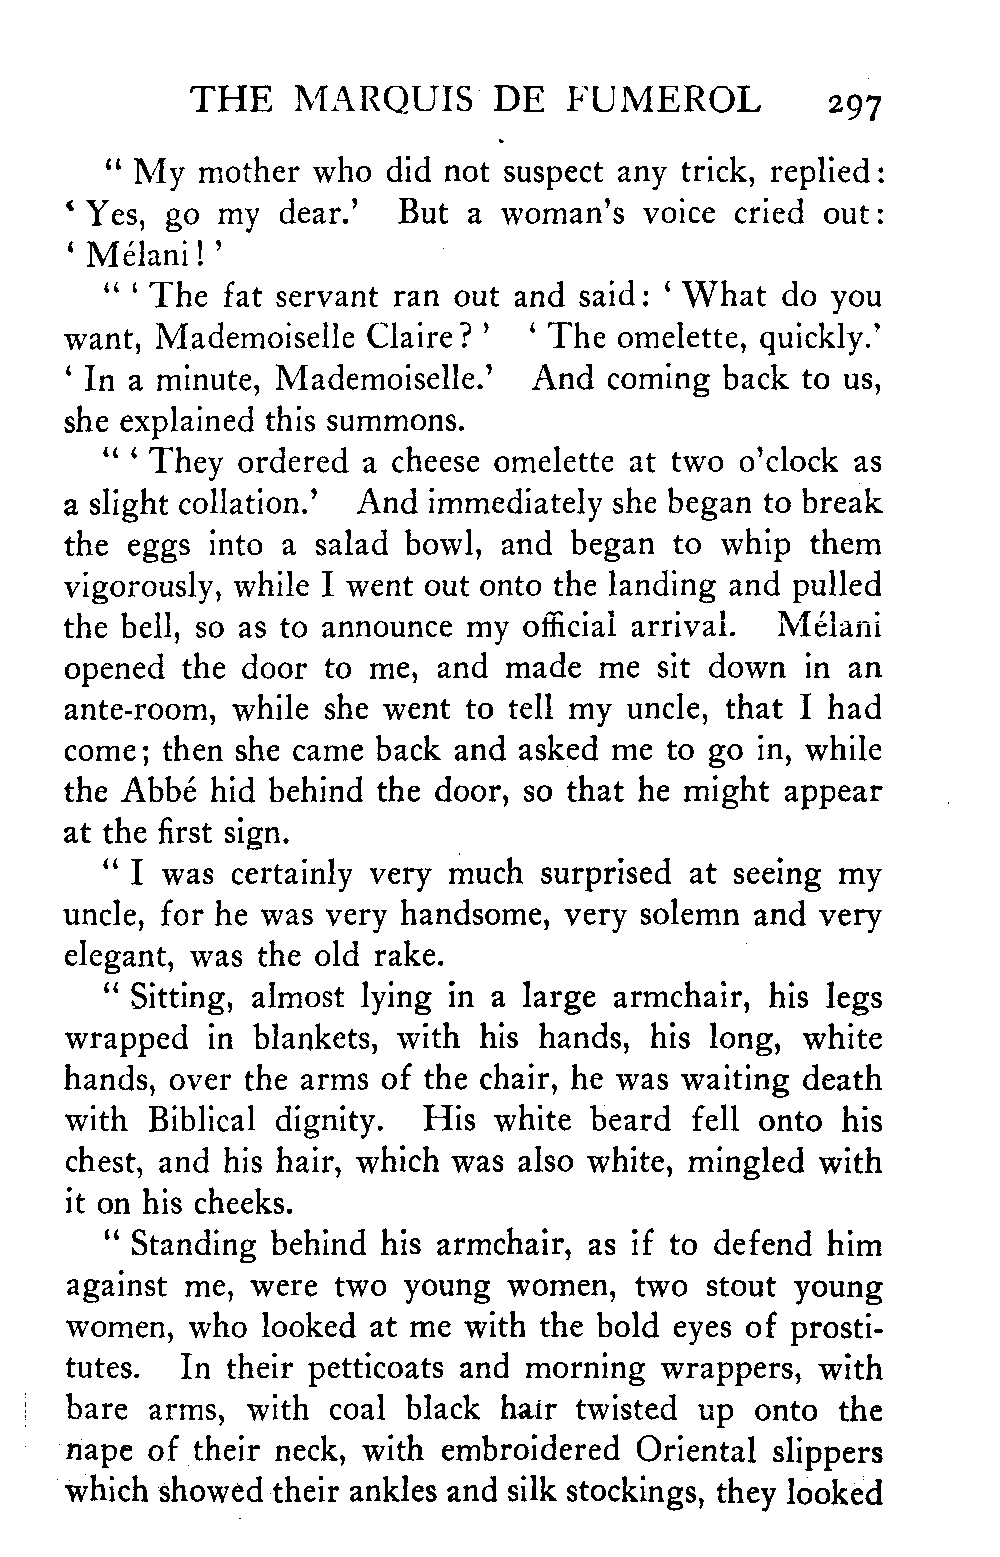 THE MARQUIS DE FUMEROL 297
“ My mother who did not suspect any trick, replied:
‘ Yes, go my dear.’ But a woman’s voice cried out:
‘ Mélani ! ’
“ ‘ The fat servant ran out and said: ‘ What do you
want, Mademoiselle Claire ? ’ ‘ The omelette, quickly.’
‘ In a minute, Mademoiselle.’ And coming back to us,
she explained this summons.
“ ‘ They ordered a cheese omelette at two o’clock as
a slight collation.’ And immediately she began to break
the eggs into a salad bowl, and began to whip them
vigorously, while I went out onto the landing and pulled
the bell, so as to announce my official arrival. Mélani
opened the door to me, and made me sit down in an
ante-room, while she went to tell my uncle, that I had
come; then she came back and asked me to go in, while
the Abbé hid behind the door, so that he might appear
at the first sign.
“ I was certainly very much surprised at seeing my
uncle, for he was very handsome, very solemn and very
elegant, was the old rake.
“ Sitting, almost lying in a large armchair, his legs
wrapped in blankets, with his hands, his long, white
hands, over the arms of the chair, he was waiting death
with Biblical dignity. His white beard fell onto his
chest, and his hair, which was also white, mingled with
it on his cheeks.
“ Standing behind his armchair, as if to defend him
against me, were two young women, two stout young
women, who looked at me with the bold eyes of prosti-
tutes. In their petticoats and morning wrappers, with
bare arms, with coal black hair twisted up onto the
nape of their neck, with embroidered Oriental slippers
which showed their ankles and silk stockings, they looked